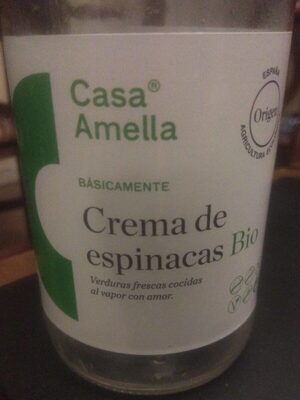 Casa®
Amella
ESPAÑA
Origen
AGRICULTURA
BÁSICAMENTE
Crema de
espinacas Bio
Verduras frescas cocidas
al vapor con amor.